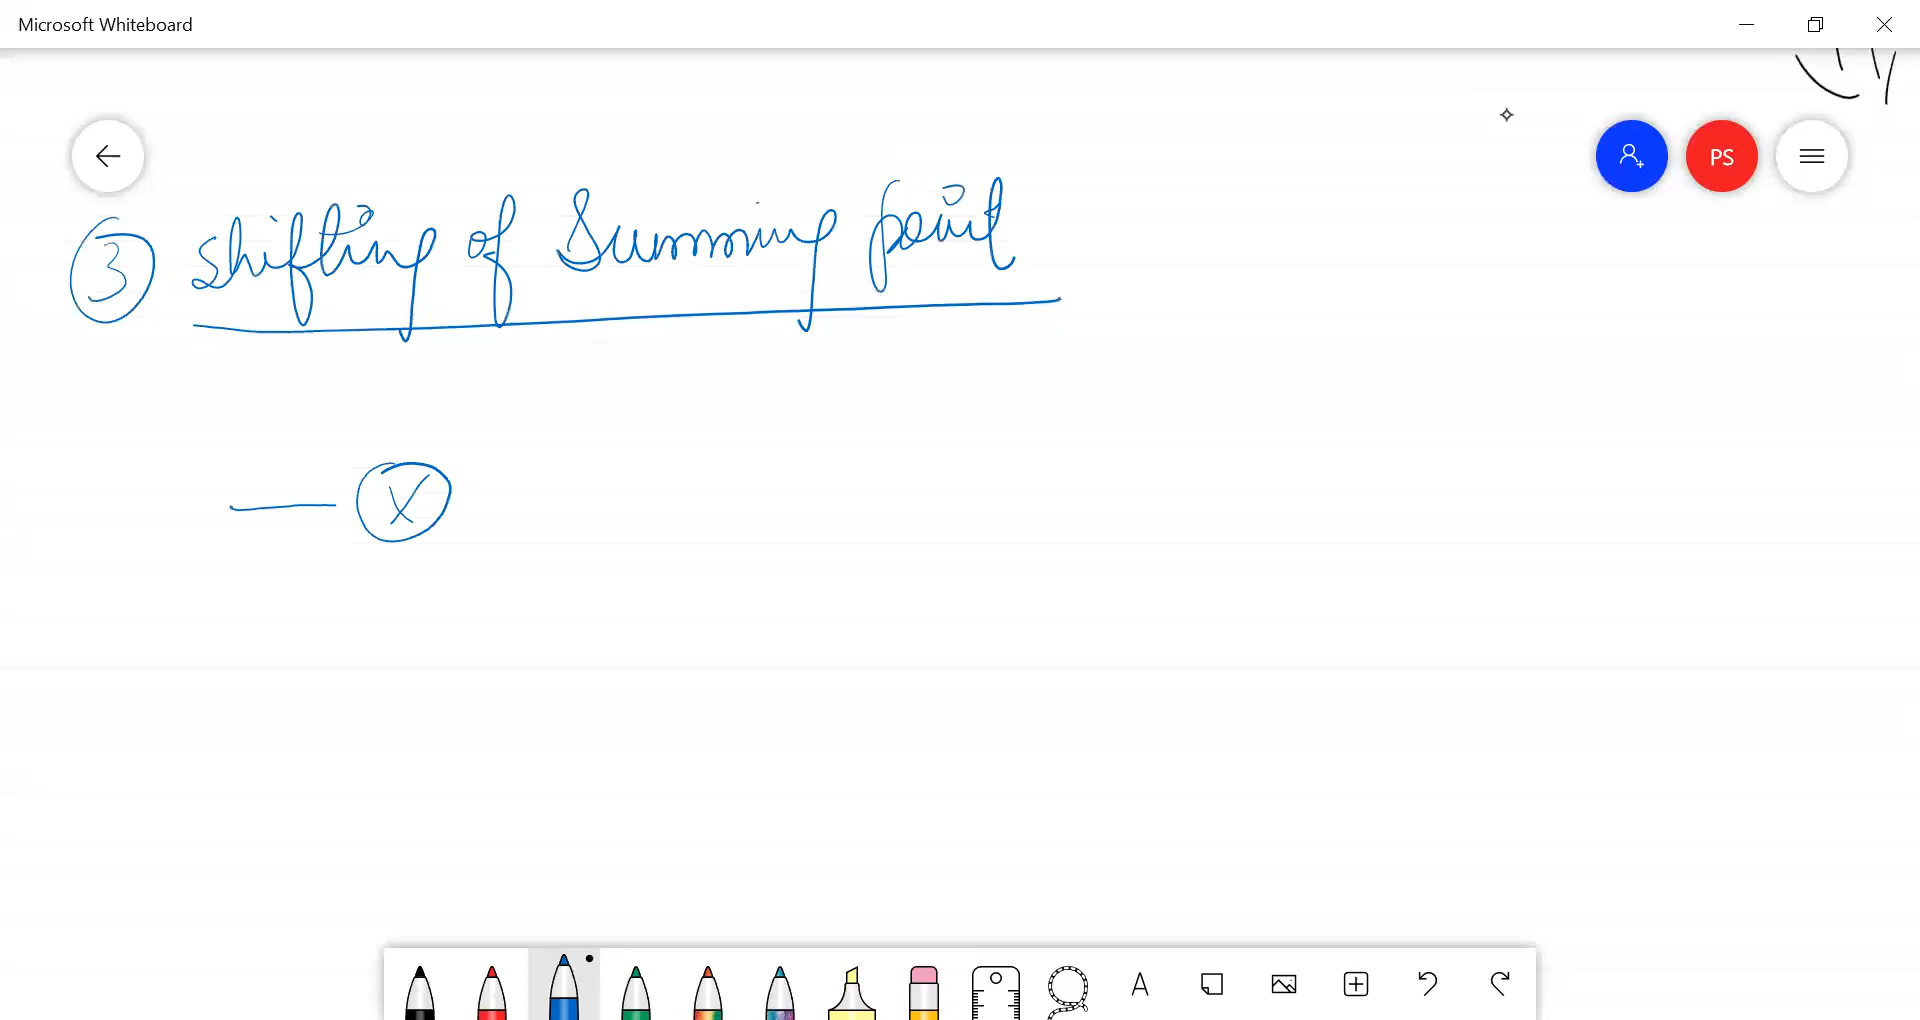 Microsoft Whiteboard
PS
3 shifting of Summing point
X
A